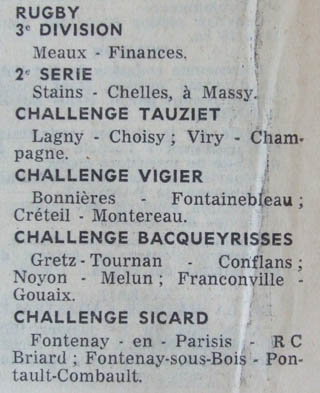 RUGBY
3e DIVISION
Meaux - Finances.
2e SERIE
Stains - Chelles, à Massy.
CHALLENGE TAUZIET
Lagny - Choisy ; Viry - Cham-
pagne.
CHALLENGE VIGIER
Bonnières - Fontainebleau ;
Créteil - Montereau.
CHALLENGE BACQUEYRISSES
Gretz-Tournan - Conflans ;
Noyon - Melun ; Franconville -
Gouaix.
CHALLENGE SICARD
Fontenay - en - Parisis - R C
Briard ; Fontenay-sous-Bois - Pon-
tault-Combault.